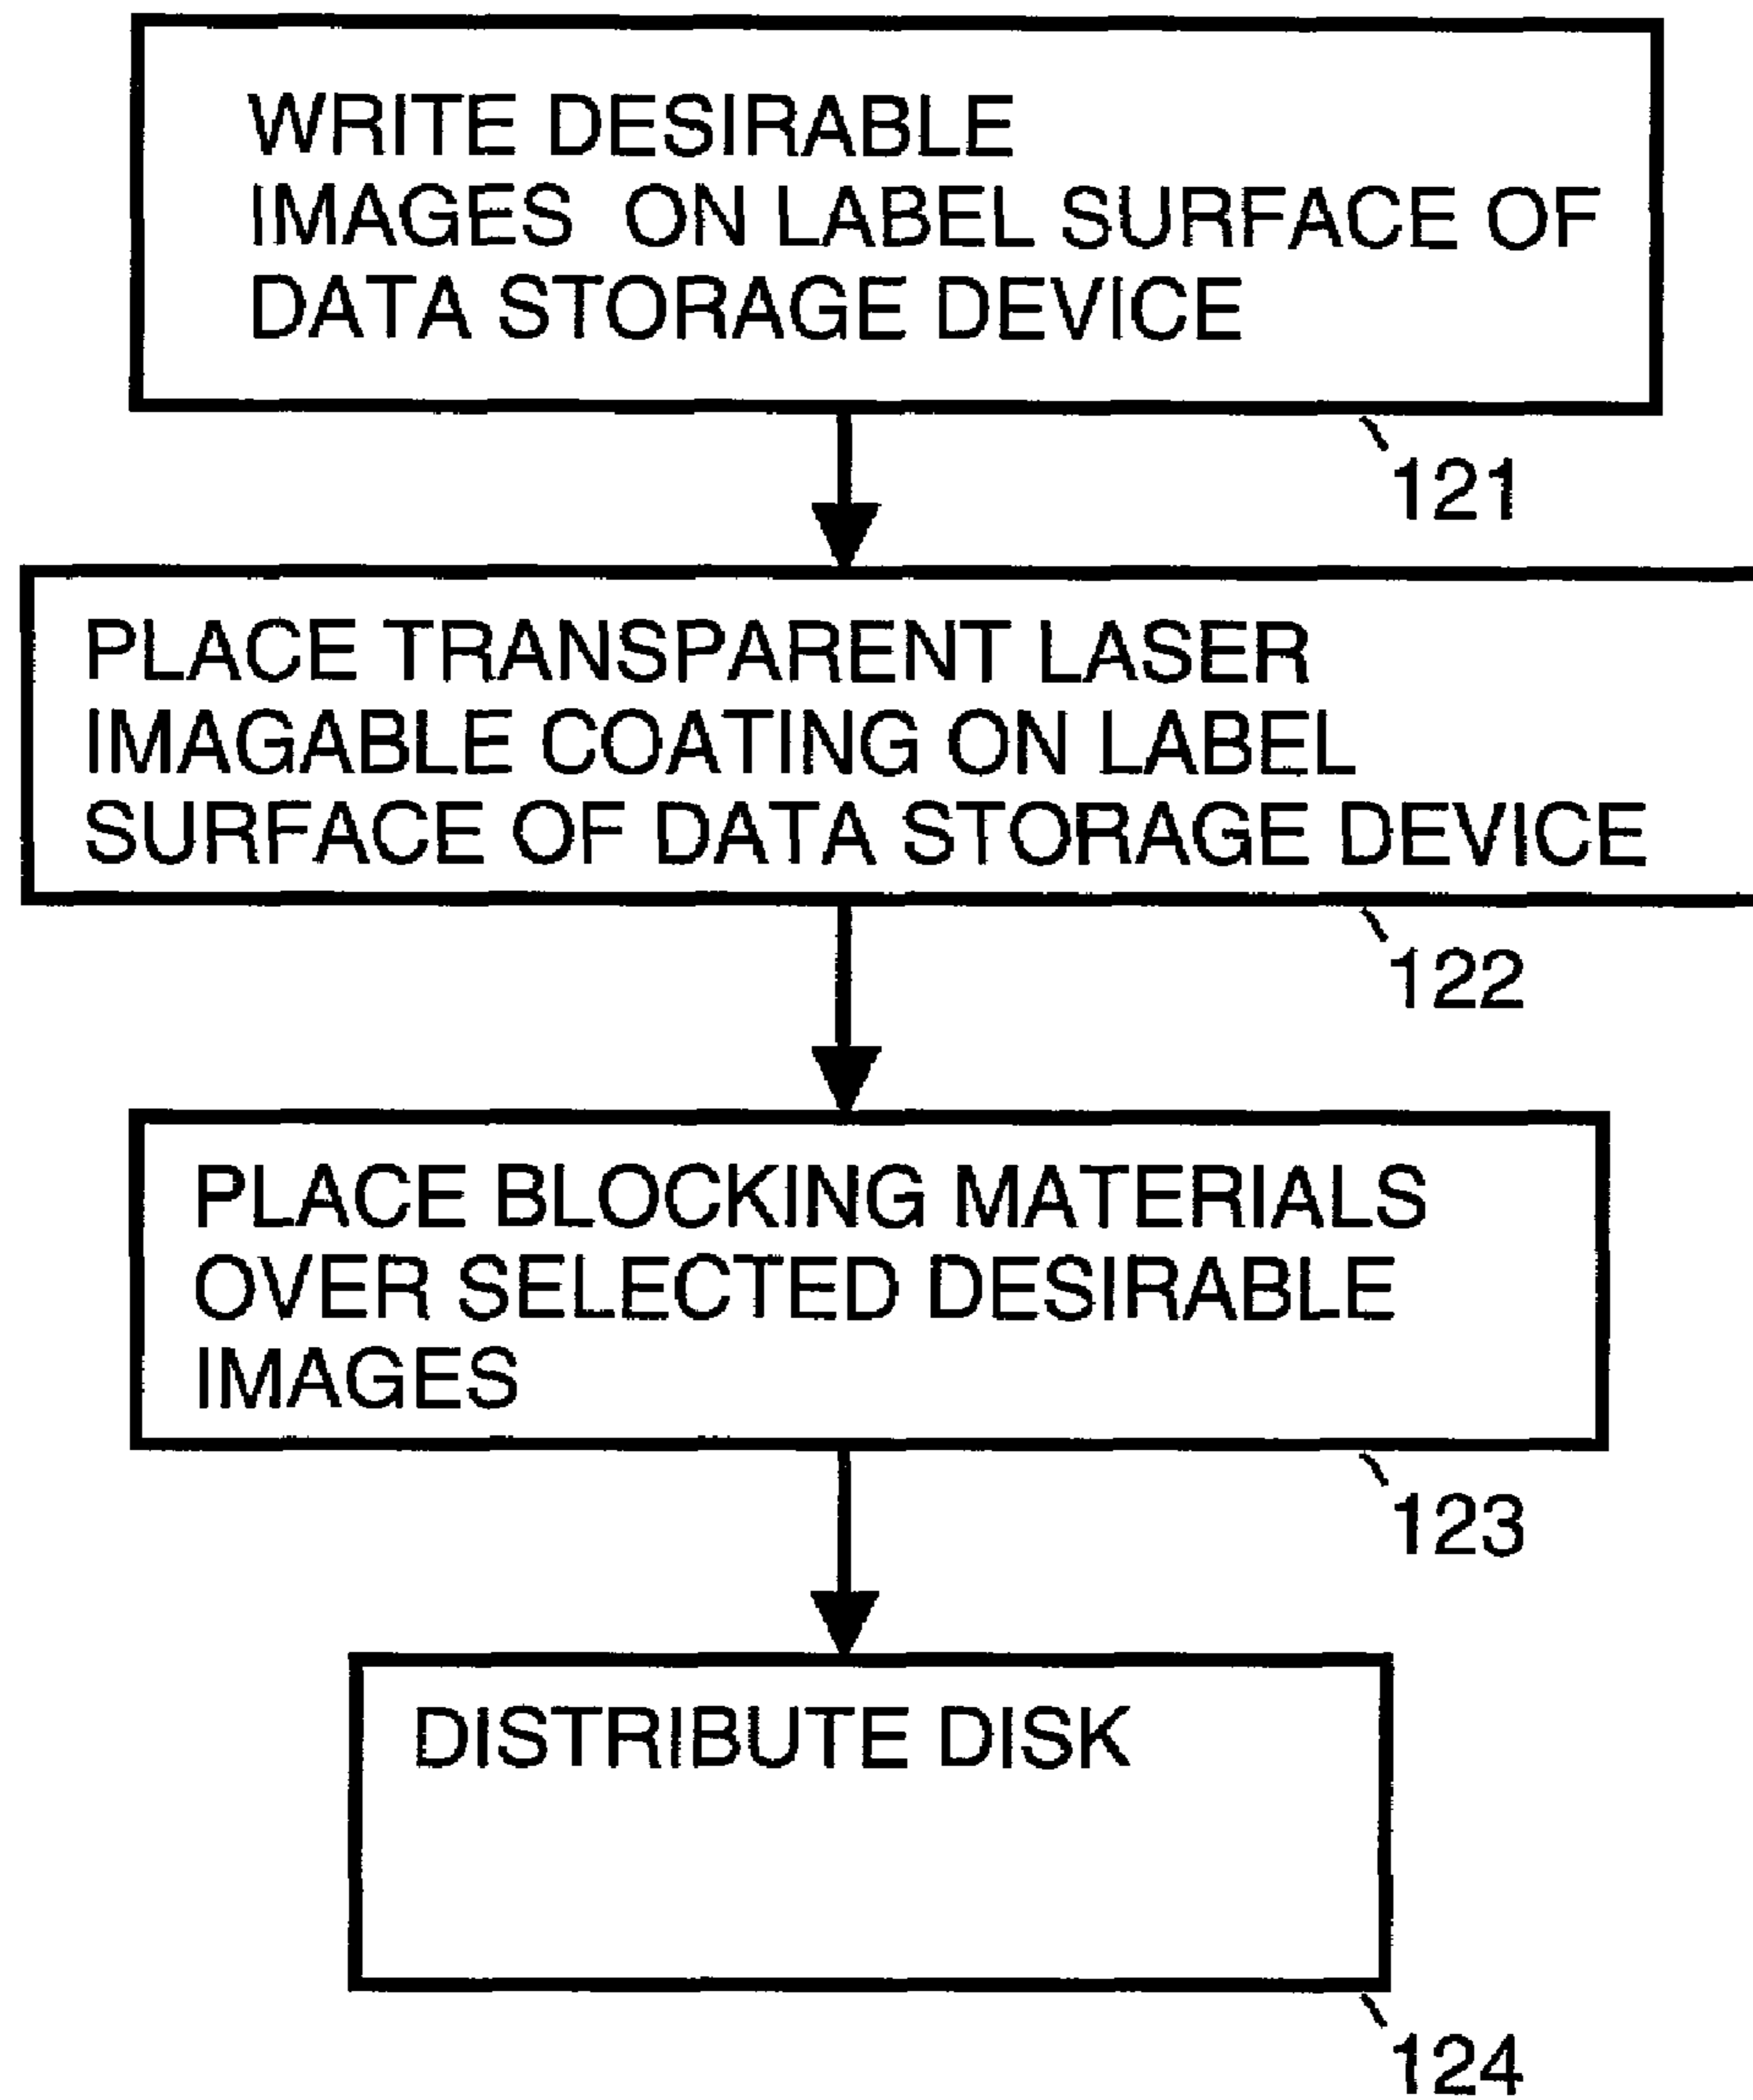 WRITE DESIRABLE
IMAGES ON LABEL SURFACE OF
DATA STORAGE DEVICE
121
PLACE TRANSPARENT LASER
IMAGABLE COATING ON LABEL
SURFACE OF DATA STORAGE DEVICE
122
PLACE BLOCKING MATERIALS
OVER SELECTED DESIRABLE
IMAGES
123
DISTRIBUTE DISK
124